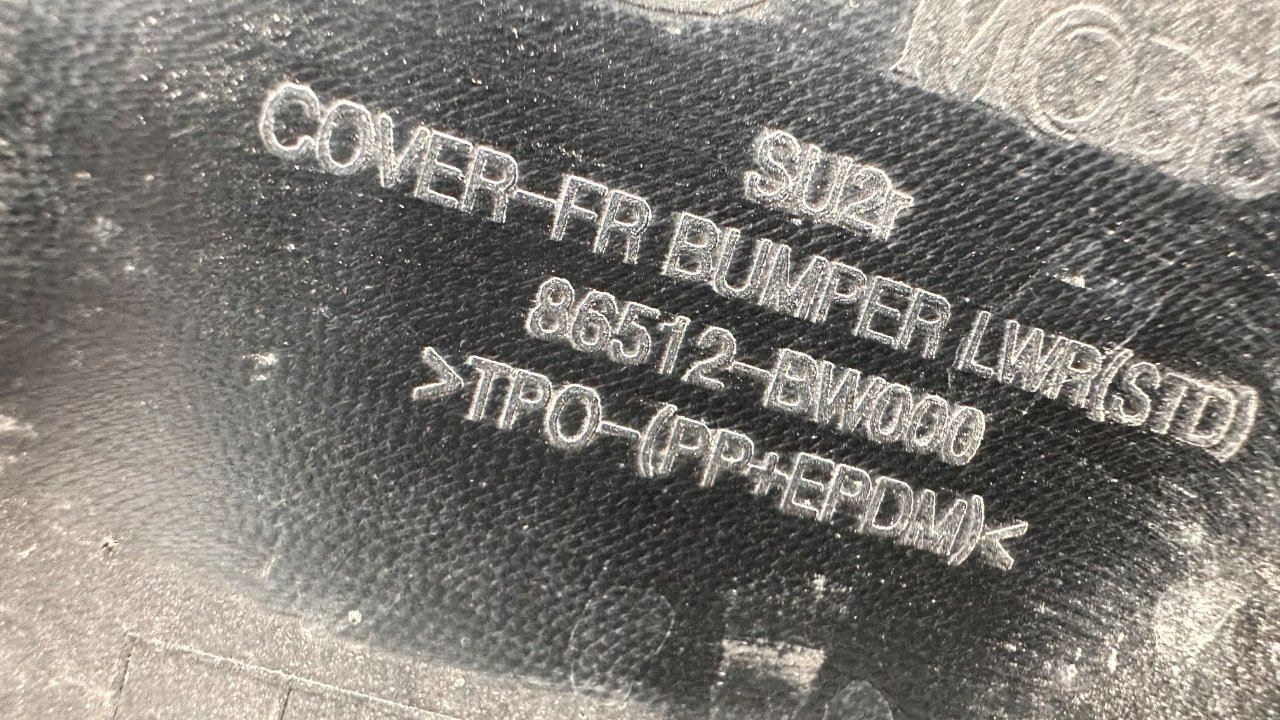 SU2r
COVER-FR BUMPER LWR(STD)
86512-BW000
>TPO-(PP+EPDM)<